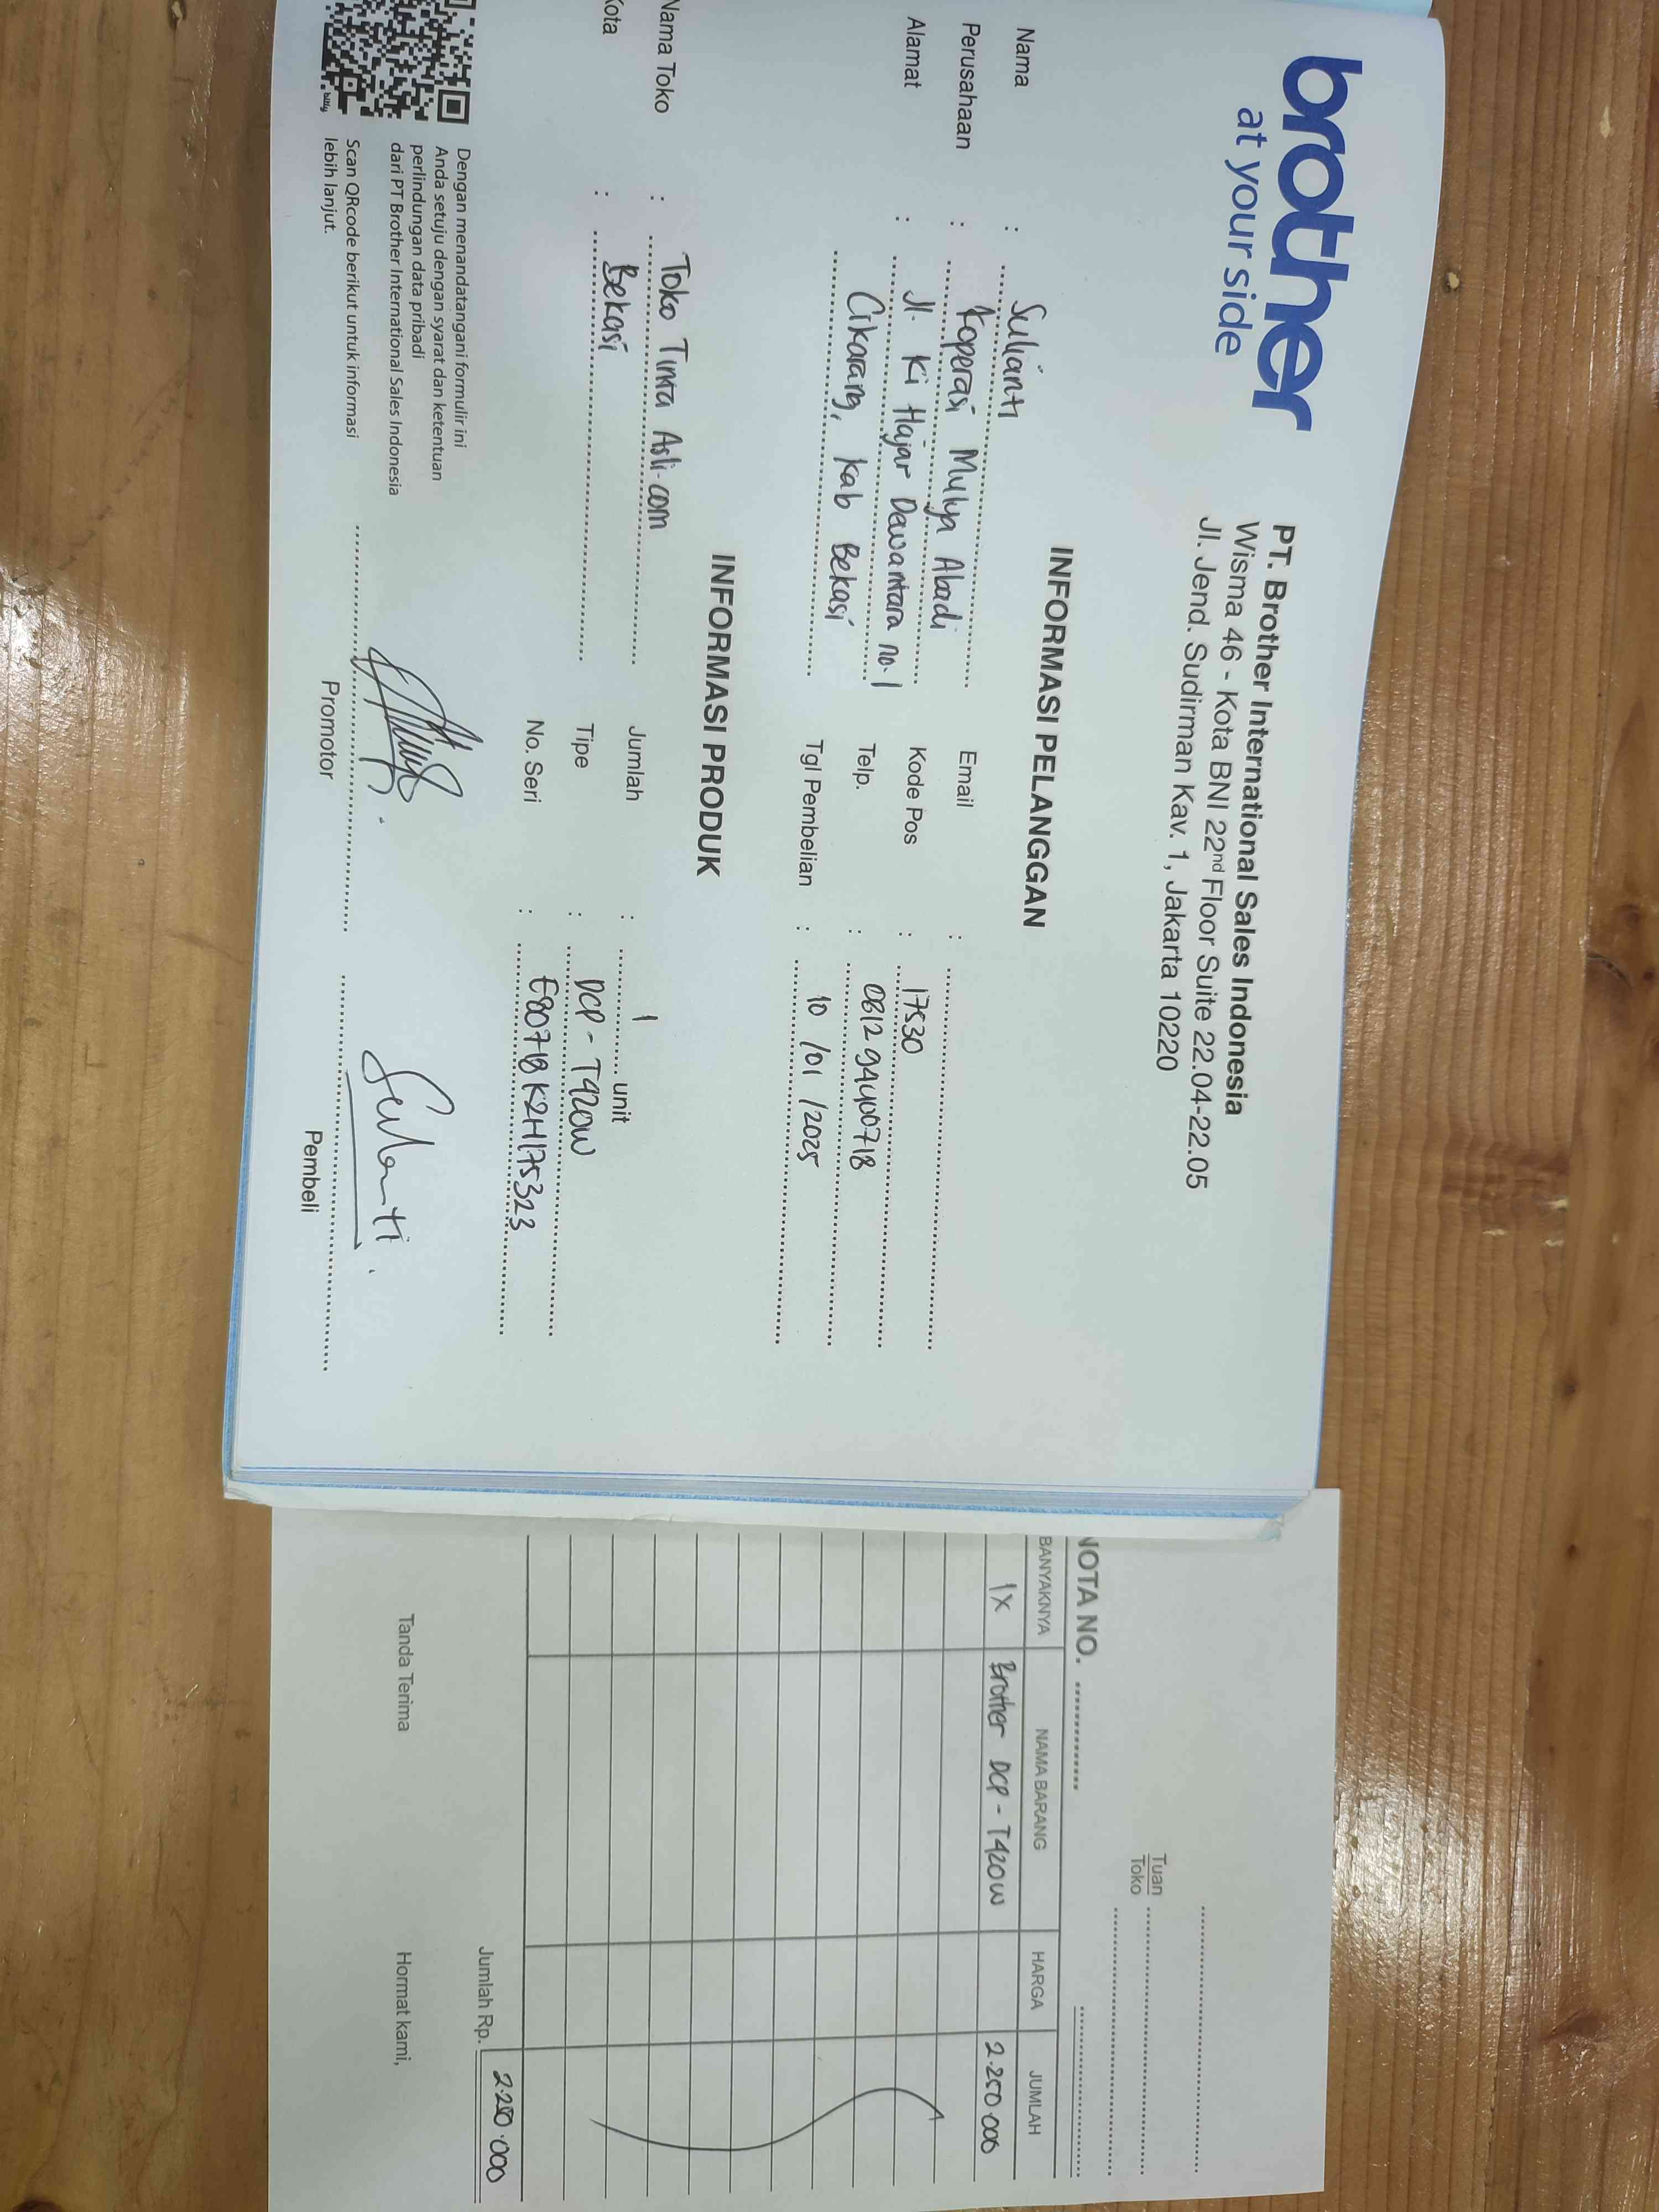 brother
at your side
PT. Brother International Sales Indonesia
Wisma 46 - Kota BNI 22nd Floor Suite 22.04-22.05
Jl. Jend. Sudirman Kav. 1, Jakarta 10220
INFORMASI PELANGGAN
Nama : Sulianti
Perusahaan : Koperasi Mulya Abadi
Alamat : Jl. Ki Hajar Dewantara no. 1
Cikarang, Kab Bekasi
Email :
Kode Pos : 17530
Telp. : 081294400718
Tgl Pembelian : 10 / 01 / 2025
INFORMASI PRODUK
Nama Toko : Toko Tinta Asli.com
Kota : Bekasi
Jumlah : 1 unit
Tipe : DCP - T420W
No. Seri : E80718K2H175323
Dengan menandatangani formulir ini
Anda setuju dengan syarat dan ketentuan
perlindungan data pribadi
dari PT Brother International Sales Indonesia
Scan QRcode berikut untuk informasi
lebih lanjut.
bitly
Promotor
Sulianti
Pembeli
Tuan
Toko
NOTA NO.
BANYAKNYA NAMA BARANG HARGA JUMLAH
1x Brother DCP - T420W 2.250.000
Jumlah Rp. 2.250.000
Tanda Terima Hormat kami,